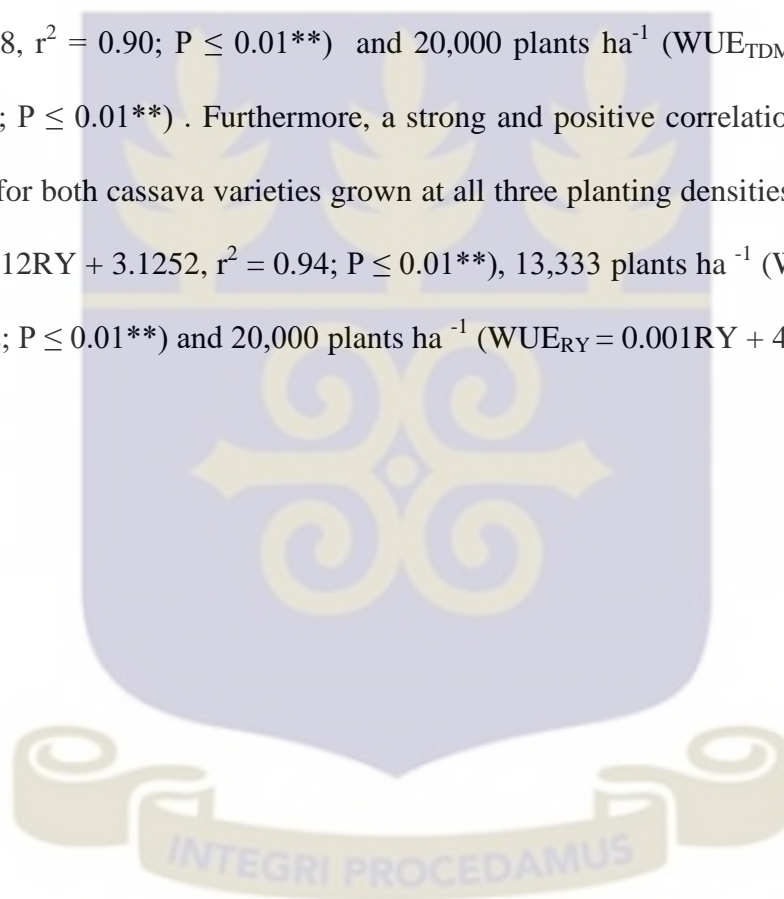 8, r² = 0.90; P ≤ 0.01**) and 20,000 plants ha⁻¹ (WUE_TDM
; P ≤ 0.01**) . Furthermore, a strong and positive correlatio
for both cassava varieties grown at all three planting densities
12RY + 3.1252, r² = 0.94; P ≤ 0.01**), 13,333 plants ha ⁻¹ (W
; P ≤ 0.01**) and 20,000 plants ha ⁻¹ (WUE_RY = 0.001RY + 4
INTEGRI PROCEDAMUS